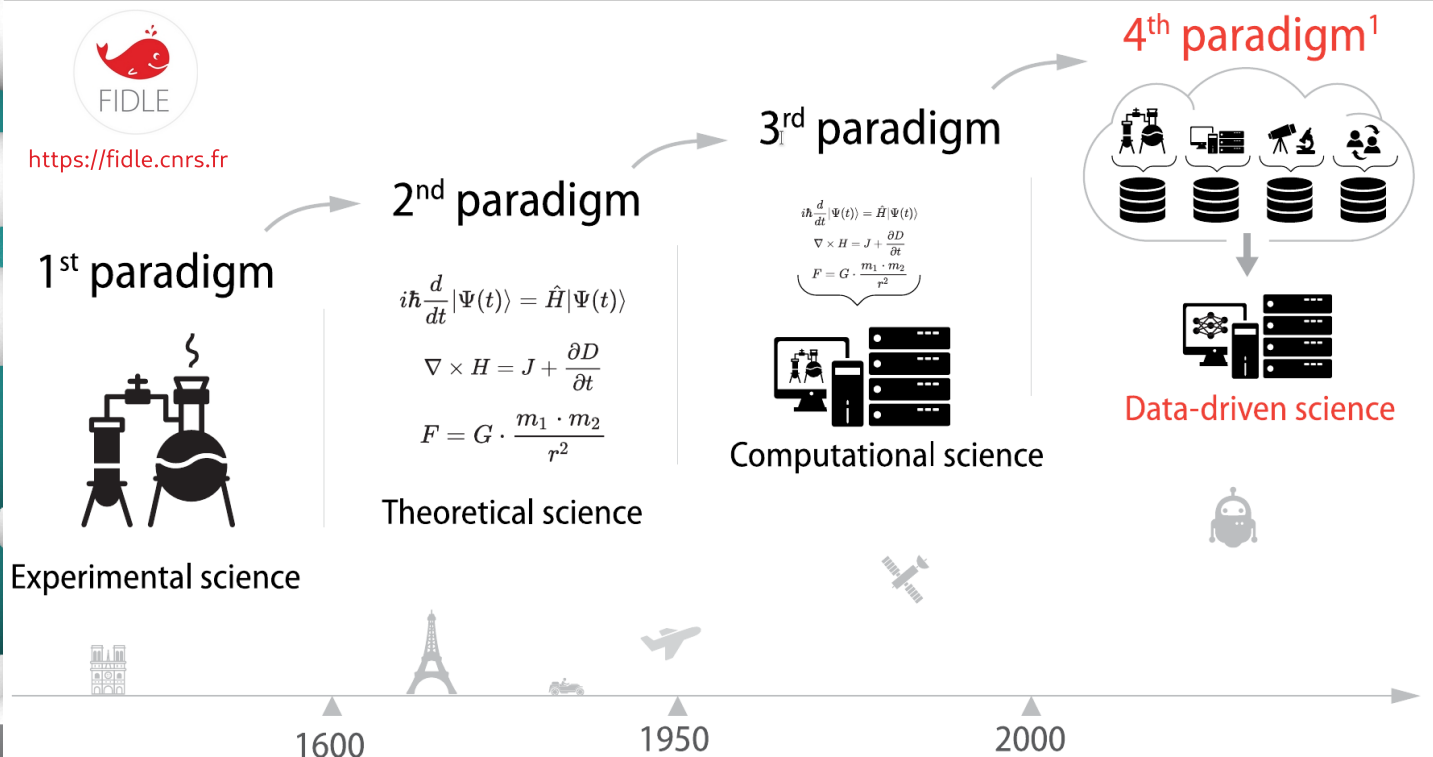 FIDLE
https://fidle.cnrs.fr
1st paradigm
Experimental science
2nd paradigm
iħ d/dt |Ψ(t)⟩ = Ĥ|Ψ(t)⟩
∇ × H = J + ∂D/∂t
F = G · m₁ · m₂/r²
Theoretical science
3rd paradigm
iħ d/dt |Ψ(t)⟩ = Ĥ|Ψ(t)⟩
∇ × H = J + ∂D/∂t
F = G · m₁ · m₂/r²
Computational science
4th paradigm¹
Data-driven science
1600
1950
2000